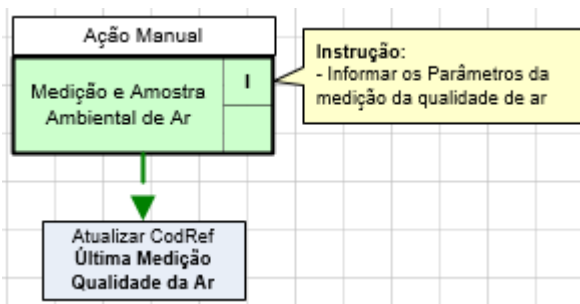 Ação Manual
Medição e Amostra
Ambiental de Ar
I
Instrução:
- Informar os Parâmetros da
medição da qualidade de ar
Atualizar CodRef
Última Medição
Qualidade da Ar